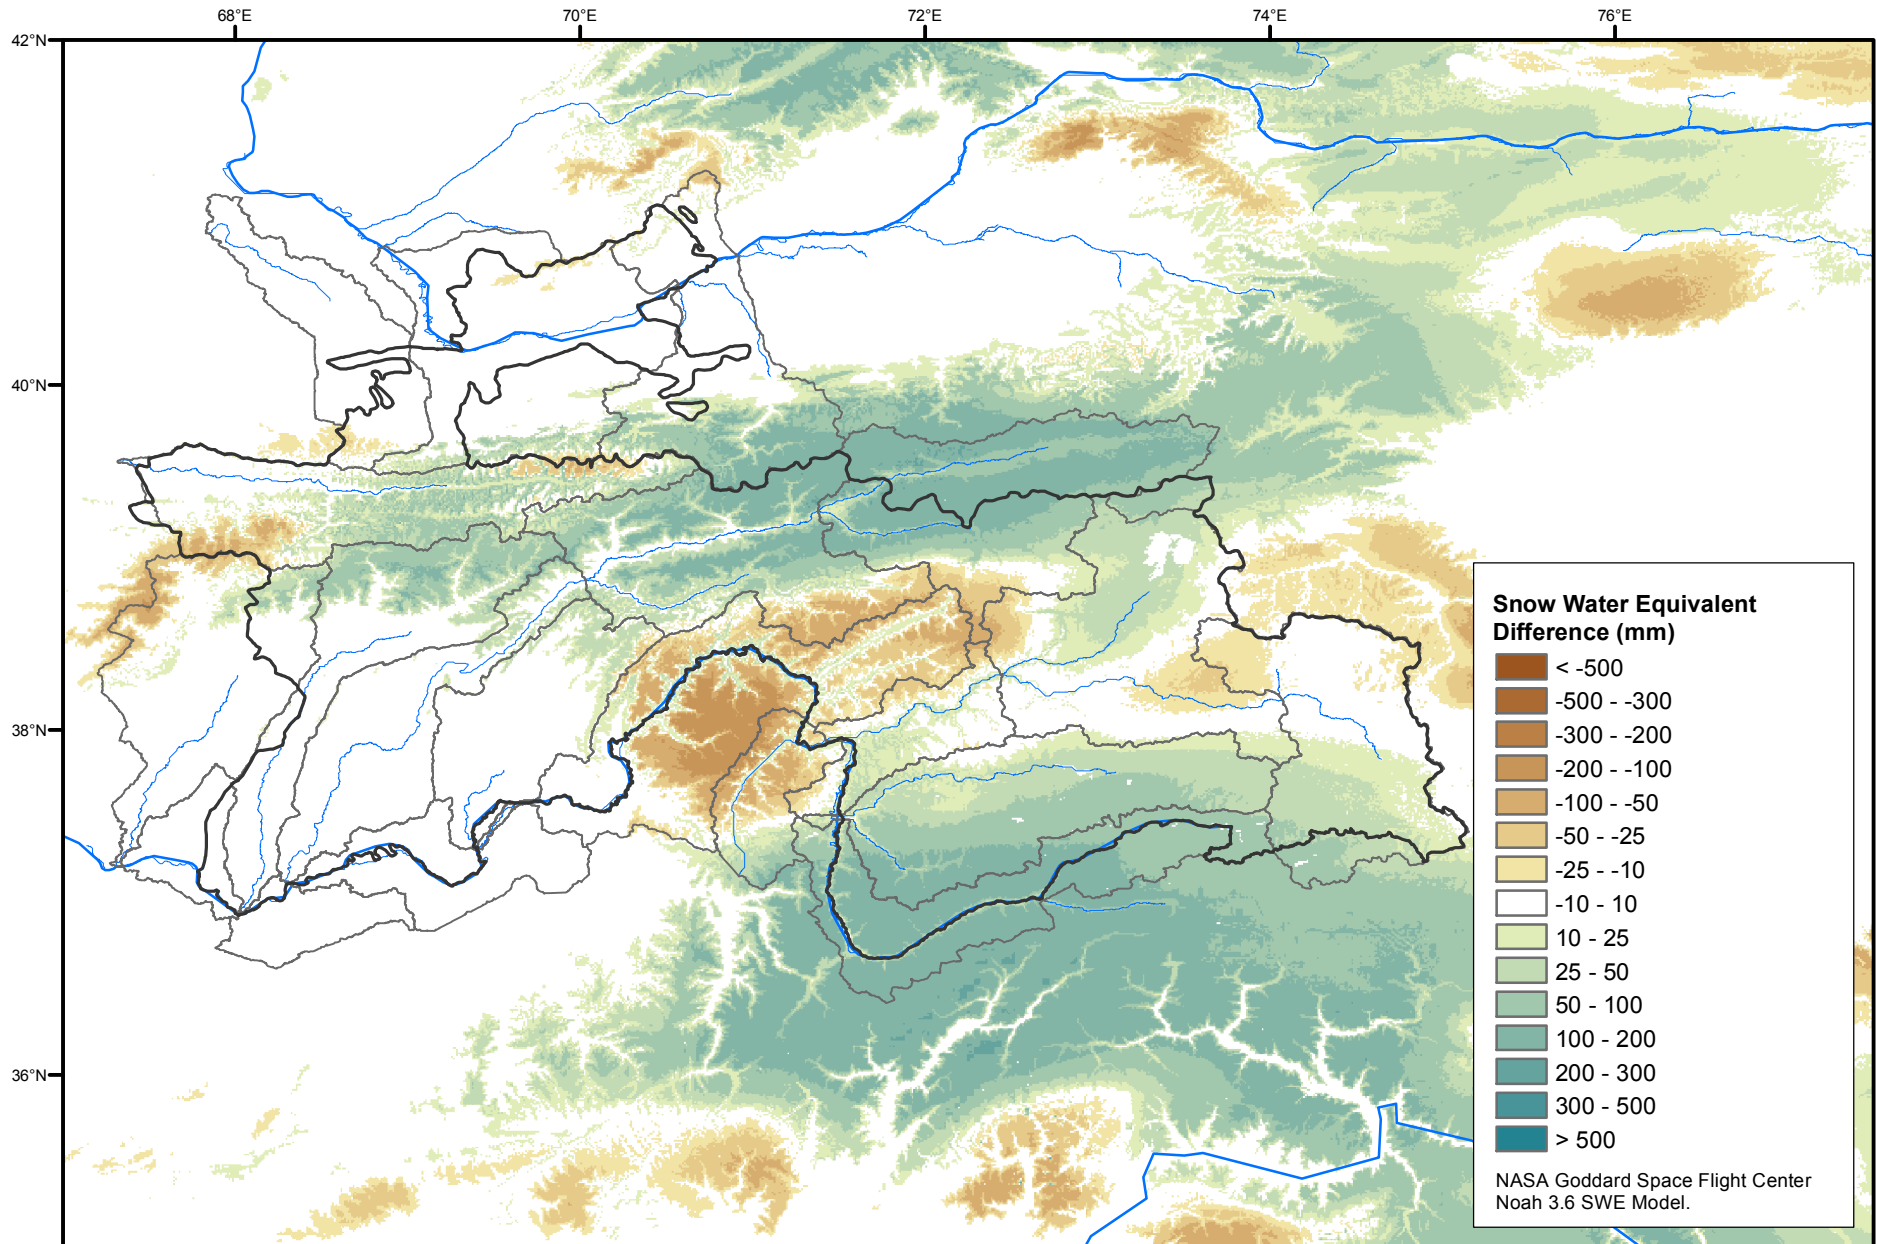 68°E
70°E
72°E
74°E
76°E
42°N
40°N
38°N
36°N
Snow Water Equivalent
Difference (mm)
< -500
-500 - -300
-300 - -200
-200 - -100
-100 - -50
-50 - -25
-25 - -10
-10 - 10
10 - 25
25 - 50
50 - 100
100 - 200
200 - 300
300 - 500
> 500
NASA Goddard Space Flight Center
Noah 3.6 SWE Model.